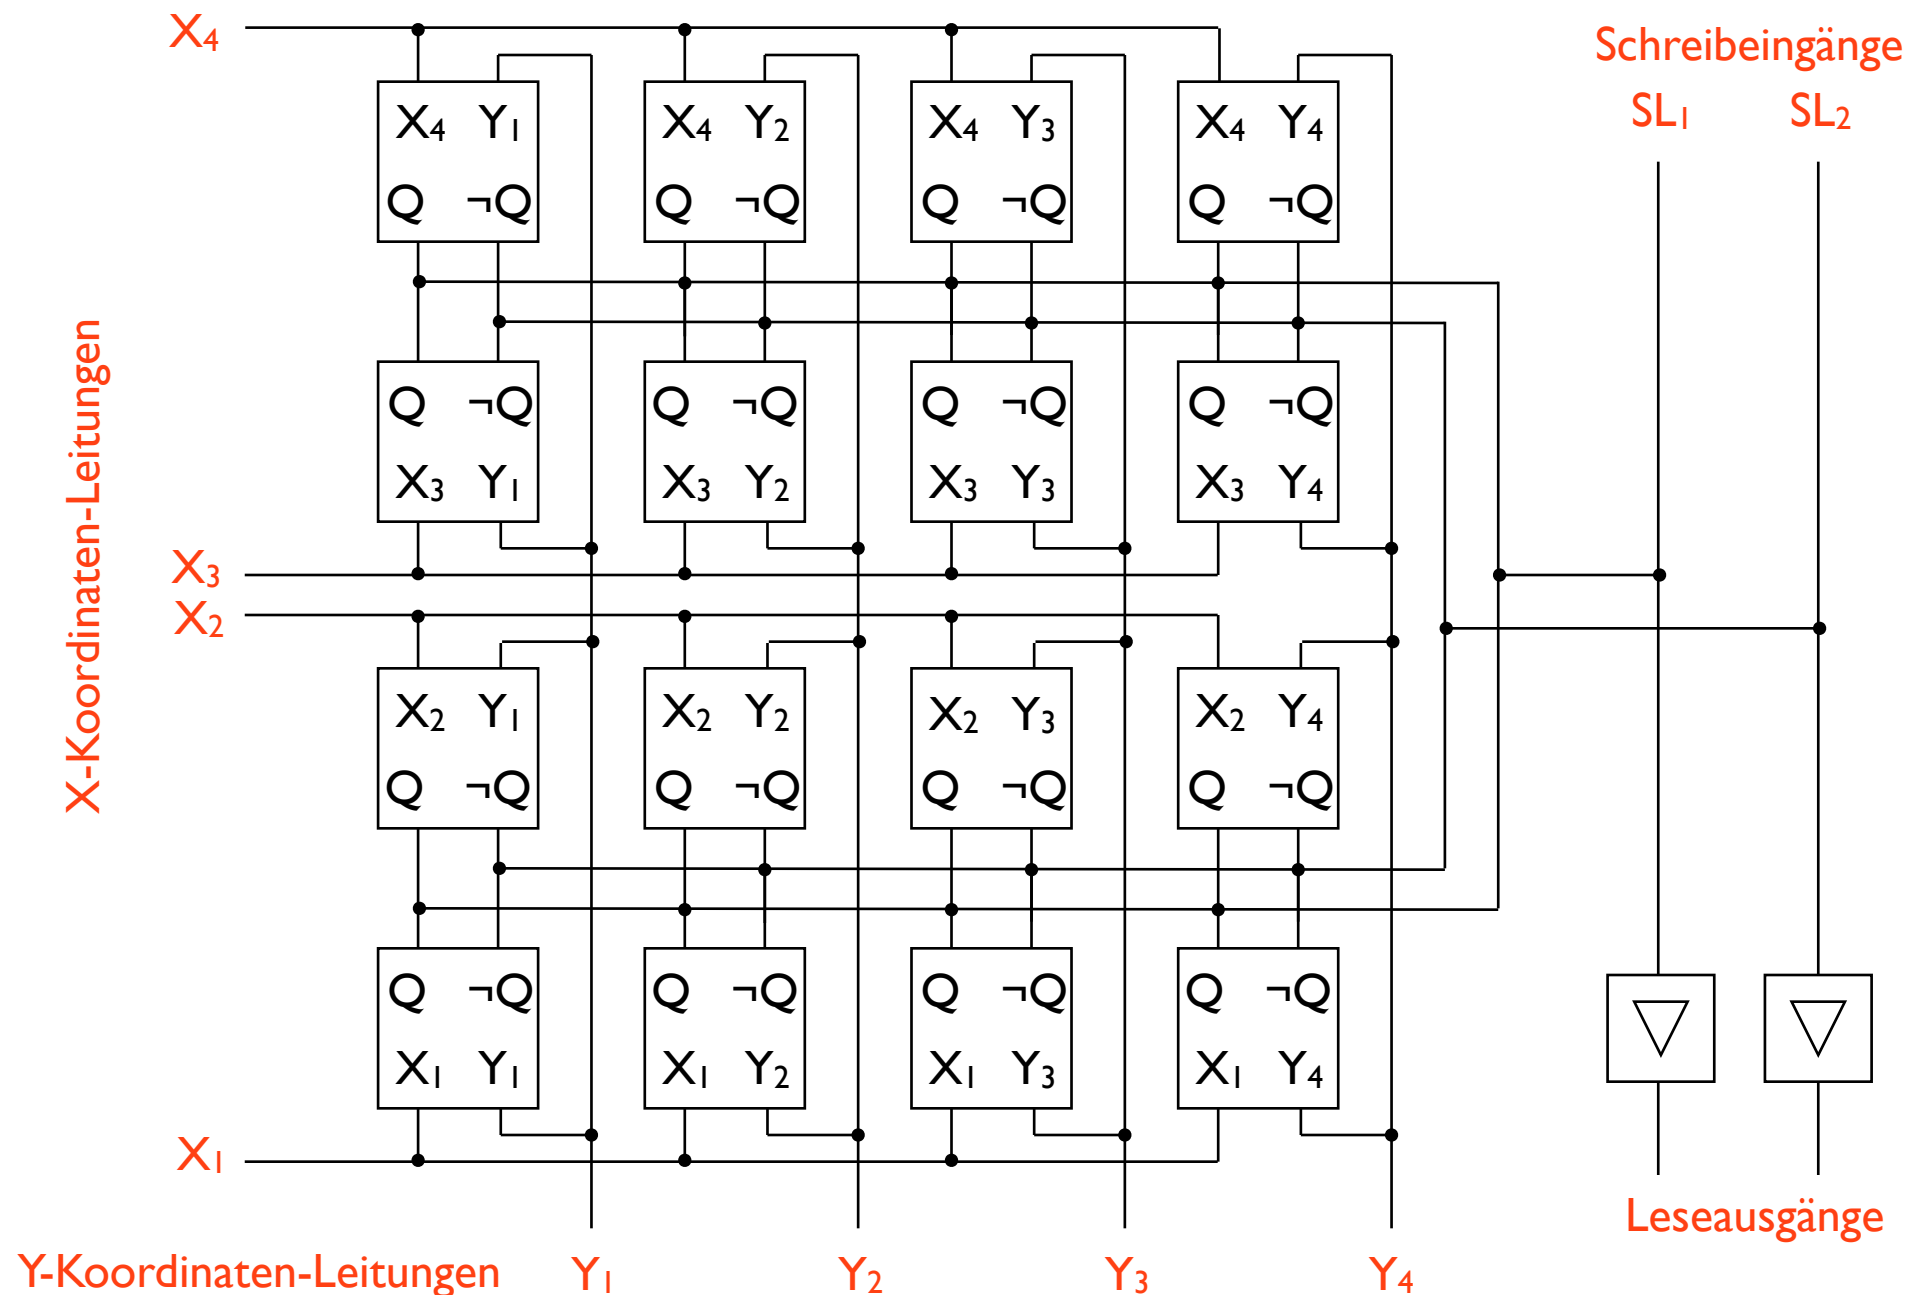 X4
Schreibeingänge
SL1 SL2
X4 Y1 X4 Y2 X4 Y3 X4 Y4
Q ¬Q Q ¬Q Q ¬Q Q ¬Q
X-Koordinaten-Leitungen
Q ¬Q Q ¬Q Q ¬Q Q ¬Q
X3 Y1 X3 Y2 X3 Y3 X3 Y4
X3
X2
X2 Y1 X2 Y2 X2 Y3 X2 Y4
Q ¬Q Q ¬Q Q ¬Q Q ¬Q
Q ¬Q Q ¬Q Q ¬Q Q ¬Q
X1 Y1 X1 Y2 X1 Y3 X1 Y4
X1
Leseausgänge
Y-Koordinaten-Leitungen Y1 Y2 Y3 Y4